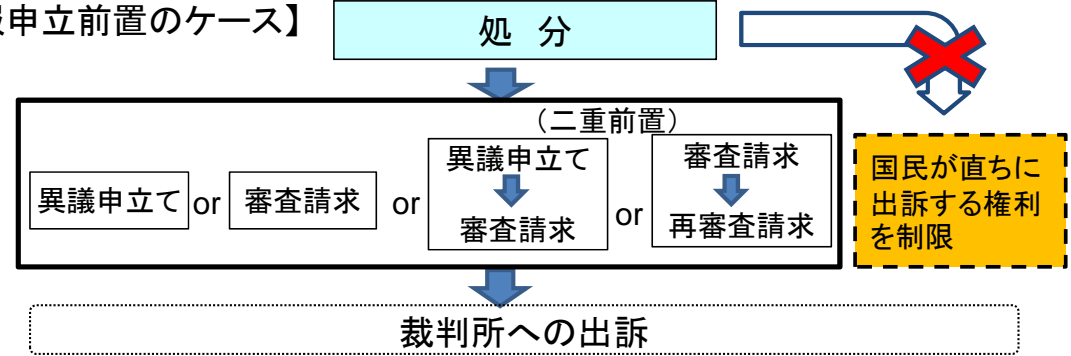 申立前置のケース】
処 分
（二重前置）
異議申立て
or
審査請求
or
異議申立て
審査請求
or
審査請求
再審査請求
国民が直ちに
出訴する権利
を制限
裁判所への出訴